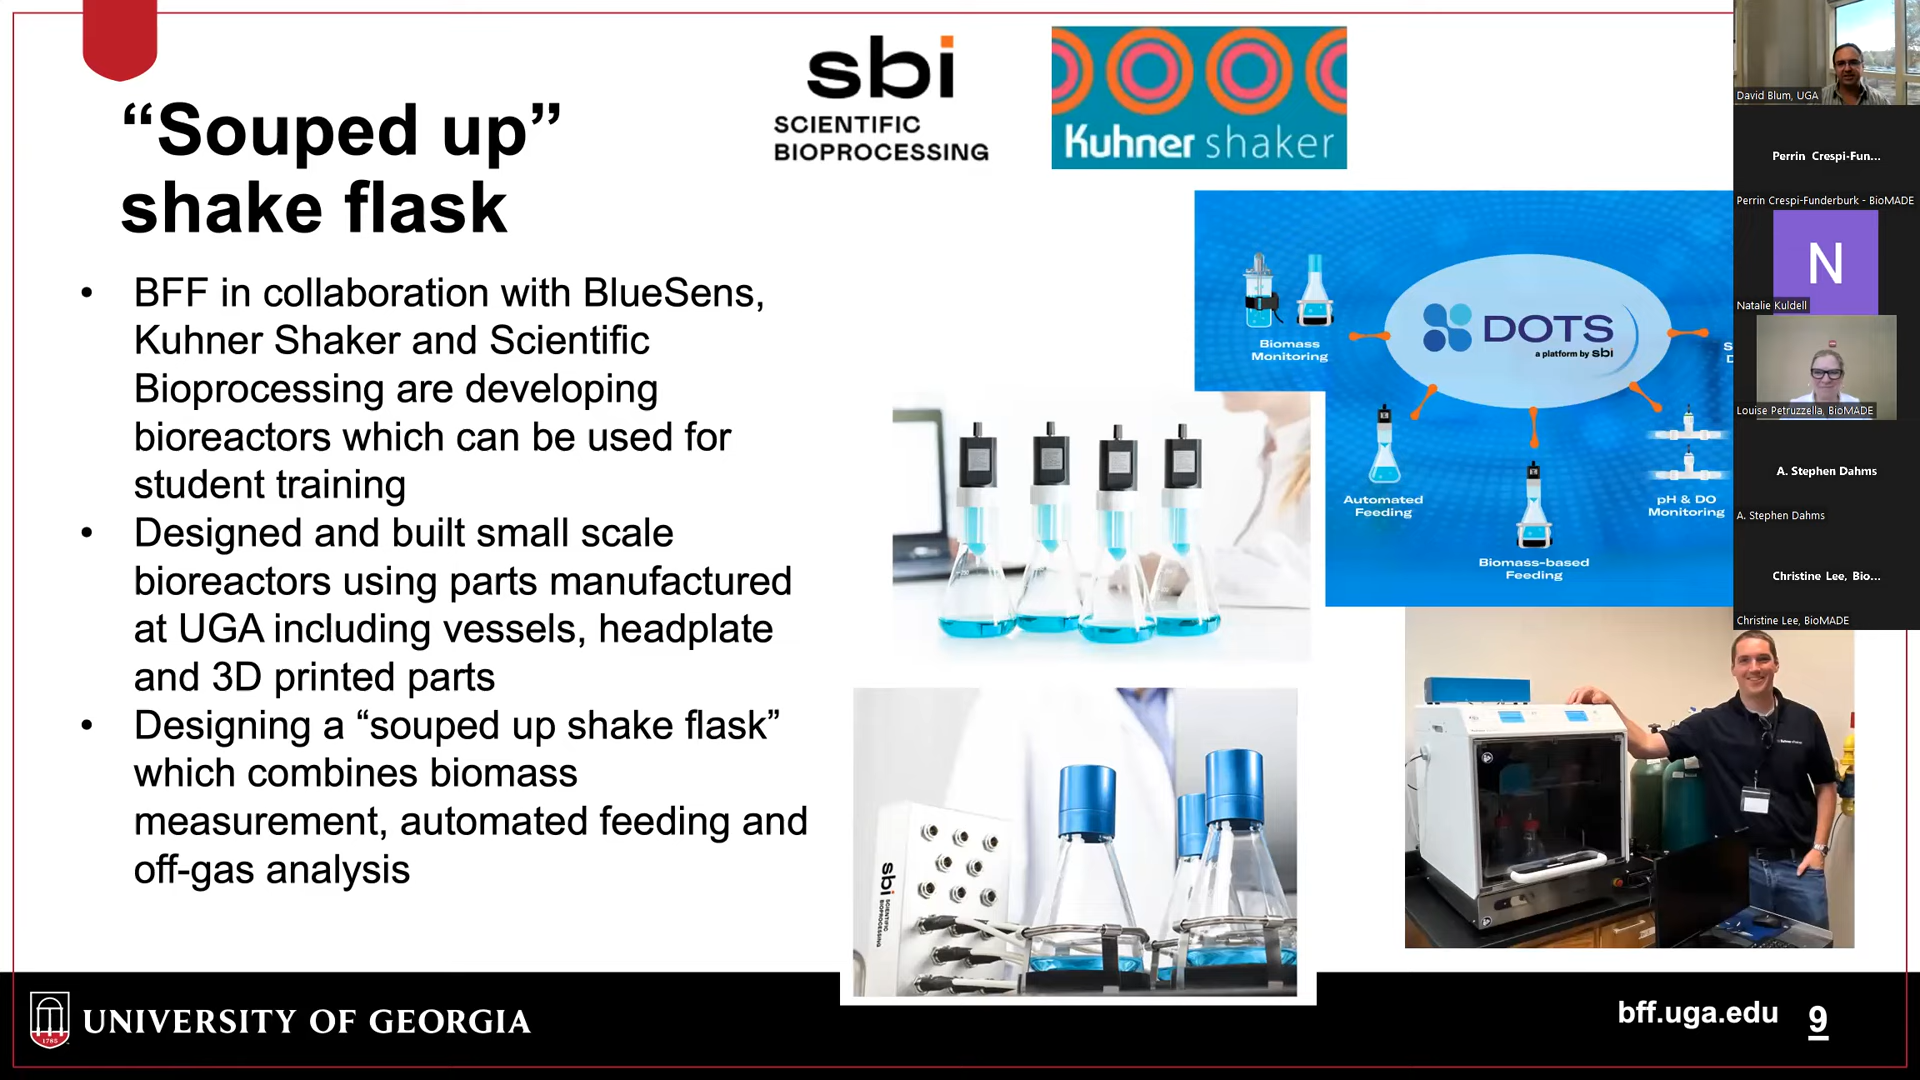 “Souped up”
shake flask
• BFF in collaboration with BlueSens,
Kuhner Shaker and Scientific
Bioprocessing are developing
bioreactors which can be used for
student training
• Designed and built small scale
bioreactors using parts manufactured
at UGA including vessels, headplate
and 3D printed parts
• Designing a “souped up shake flask”
which combines biomass
measurement, automated feeding and
off-gas analysis
sbi
SCIENTIFIC
BIOPROCESSING
Kuhner shaker
Biomass
Monitoring
DOTS
a platform by sbi
S
D
Automated
Feeding
Biomass-based
Feeding
pH & DO
Monitoring
sbi SCIENTIFIC
BIOPROCESSING
David Blum, UGA
Perrin Crespi-Fun...
Perrin Crespi-Funderburk - BioMADE
N
Natalie Kuldell
Louise Petruzzella, BioMADE
A. Stephen Dahms
A. Stephen Dahms
Christine Lee, Bio...
Christine Lee, BioMADE
1785
UNIVERSITY OF GEORGIA
bff.uga.edu
9